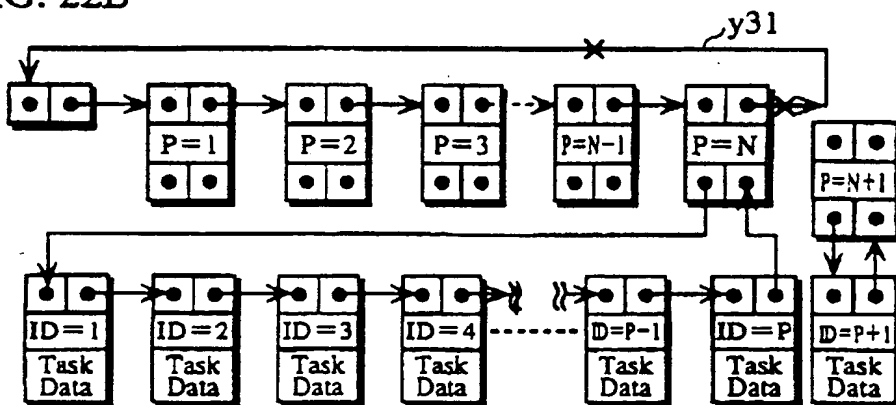 FIG. 22B
y31
P=1 P=2 P=3 P=N-1 P=N
P=N+1
ID=1 ID=2 ID=3 ID=4 ID=P-1 ID=P ID=P+1
Task Task Task Task Task Task Task
Data Data Data Data Data Data Data